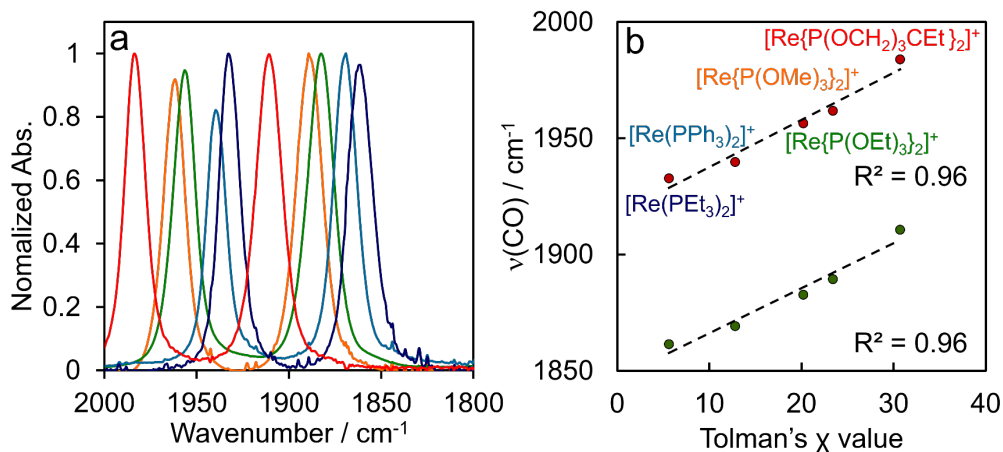 a
1
0.8
0.6
0.4
0.2
0
Nomalized Abs.
2000 1950 1900 1850 1800
Wavenumber / cm⁻¹
b
2000
1950
1900
1850
ν(CO) / cm⁻¹
[Re{P(OCH₂)₃CEt}₂]⁺
[Re{P(OMe)₃}₂]⁺
[Re(PPh₃)₂]⁺
[Re{P(OEt)₃}₂]⁺
R² = 0.96
[Re(PEt₃)₂]⁺
R² = 0.96
0 10 20 30 40
Tolman's χ value